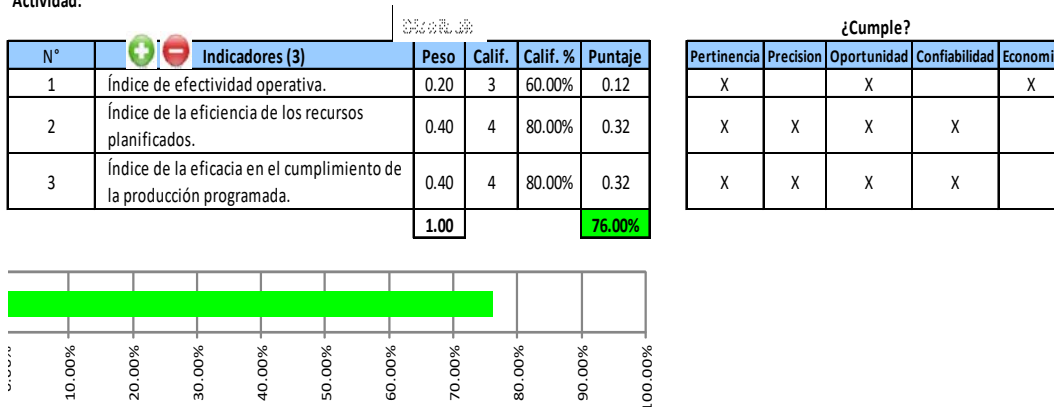 Actividad:
¿Cumple?
N° Indicadores (3) Peso Calif. Calif. % Puntaje Pertinencia Precision Oportunidad Confiabilidad Economi
1 Índice de efectividad operativa. 0.20 3 60.00% 0.12 X X X
2 Índice de la eficiencia de los recursos planificados. 0.40 4 80.00% 0.32 X X X X
3 Índice de la eficacia en el cumplimiento de la producción programada. 0.40 4 80.00% 0.32 X X X X
1.00 76.00%
0.00% 10.00% 20.00% 30.00% 40.00% 50.00% 60.00% 70.00% 80.00% 90.00% 100.00%